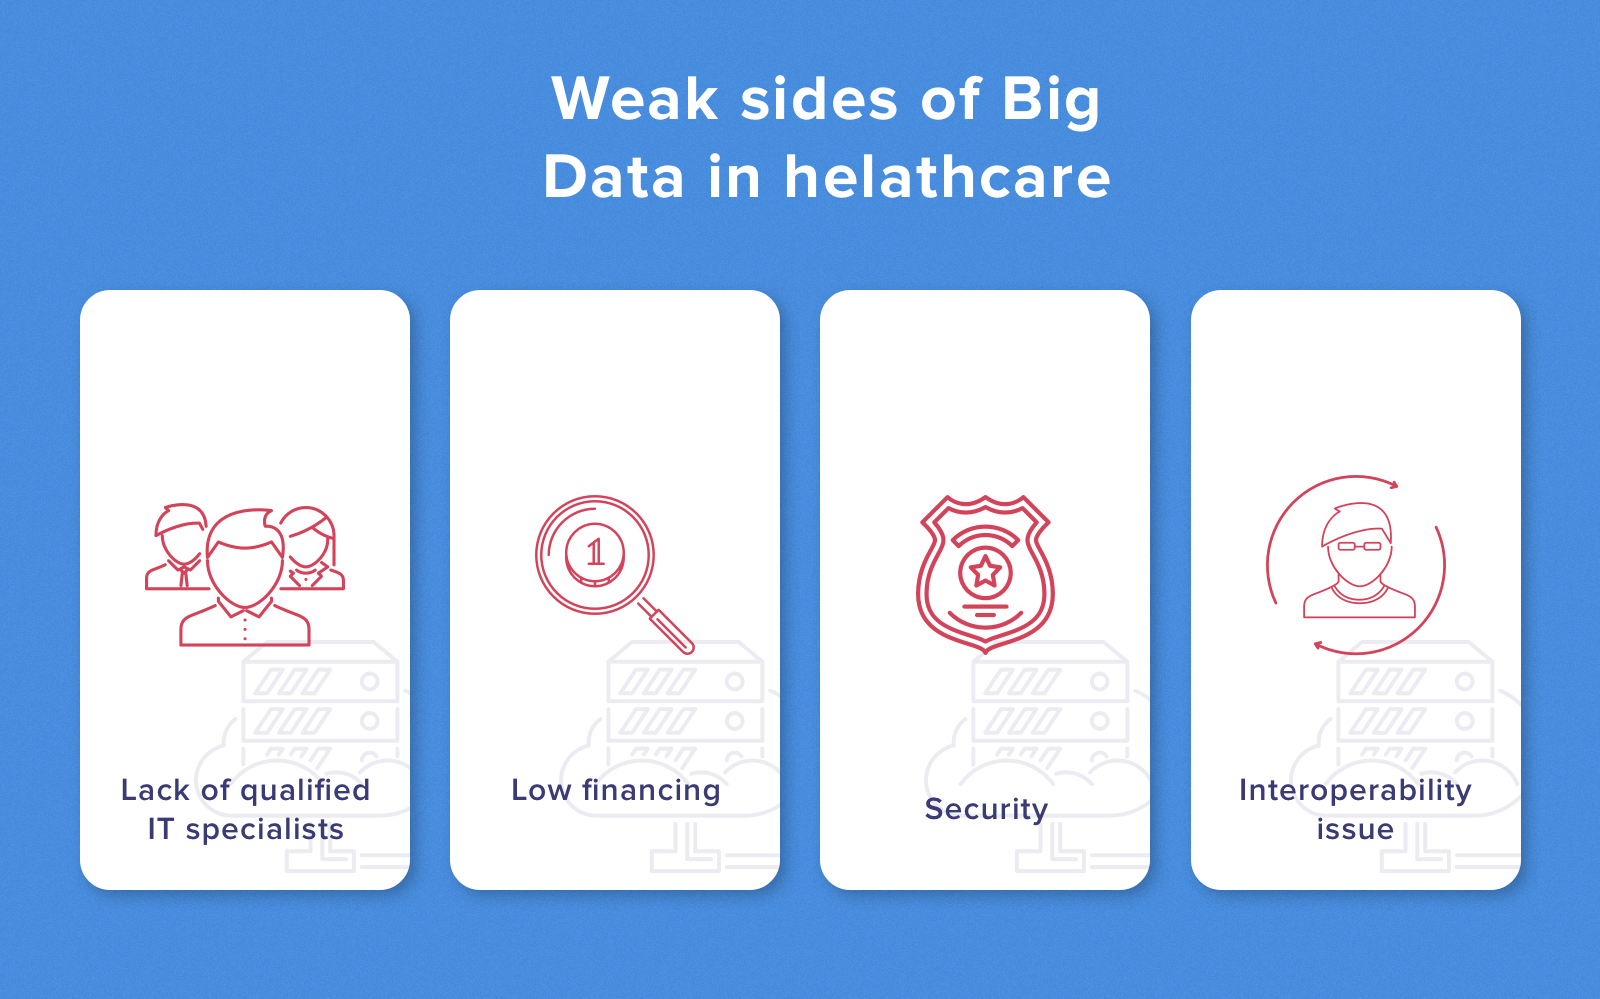 Weak sides of Big
Data in helathcare
Lack of qualified
IT specialists
1
Low financing
Security
Interoperability
issue